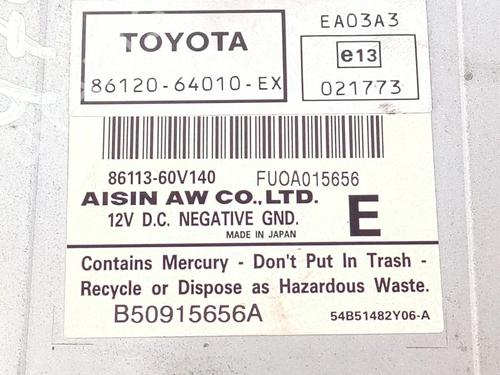 TOYOTA
86120-64010-EX
EA03A3
e13
021773
86113-60V140
FUOA015656
AISIN AW CO.,LTD.
12V D.C. NEGATIVE GND.
MADE IN JAPAN
E
Contains Mercury - Don't Put In Trash -
Recycle or Dispose as Hazardous Waste.
B50915656A
54B51482Y06-A